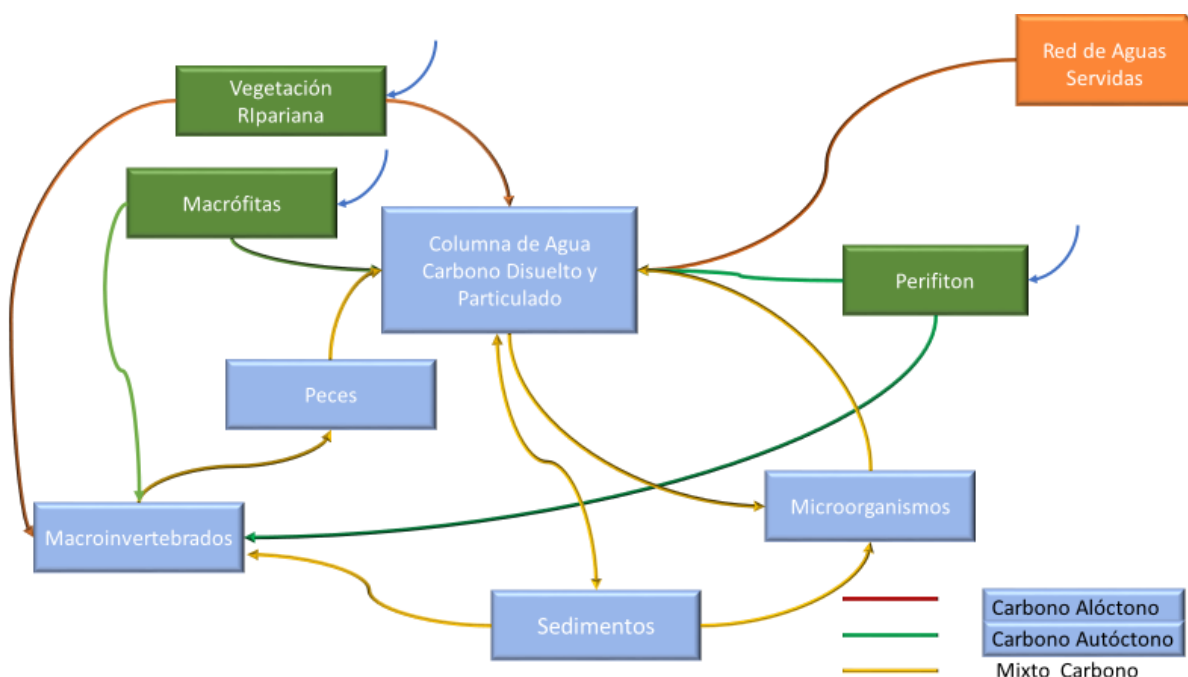 Red de Aguas
Servidas
Vegetación
RIpariana
Macrófitas
Columna de Agua
Carbono Disuelto y
Particulado
Perifiton
Peces
Microorganismos
Macroinvertebrados
Sedimentos
Carbono Alóctono
Carbono Autóctono
Mixto Carbono